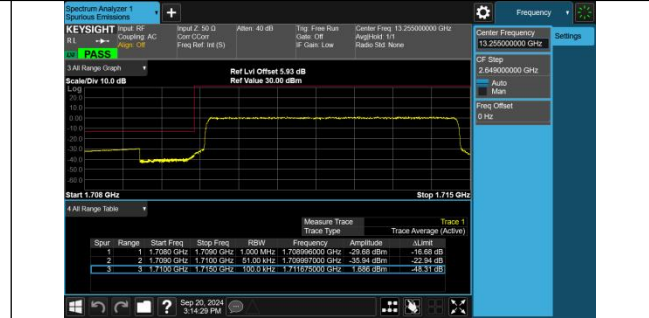 Spectrum Analyzer 1
Spurious Emissions
Frequency
KEYSIGHT Input: RF Input Z: 50 Ω Atten: 40 dB Trig: Free Run Center Freq: 13.255000000 GHz
RL Coupling: AC Corr CCorr Gate: Off Avg|Hold: 1/1
Align: Off Freq Ref: Int (S) IF Gain: Low Radio Std: None
PASS
Center Frequency
13.255000000 GHz
Settings
CF Step
2.649000000 GHz
Auto
Man
Freq Offset
0 Hz
3 All Range Graph
Ref Lvl Offset 5.93 dB
Scale/Div 10.0 dB Ref Value 30.00 dBm
Log
20.0
10.0
0.00
-10.0
-20.0
-30.0
-40.0
-50.0
-60.0
Start 1.708 GHz Stop 1.715 GHz
4 All Range Table
Measure Trace Trace 1
Trace Type Trace Average (Active)
Spur Range Start Freq Stop Freq RBW Frequency Amplitude ΔLimit
1 1 1.7080 GHz 1.7090 GHz 1.000 MHz 1.708996000 GHz -29.68 dBm -16.68 dB
2 2 1.7090 GHz 1.7100 GHz 51.00 kHz 1.709997000 GHz -35.94 dBm -22.94 dB
3 3 1.7100 GHz 1.7150 GHz 100.0 kHz 1.711675000 GHz 1.686 dBm -48.31 dB
Sep 20, 2024
3:14:29 PM